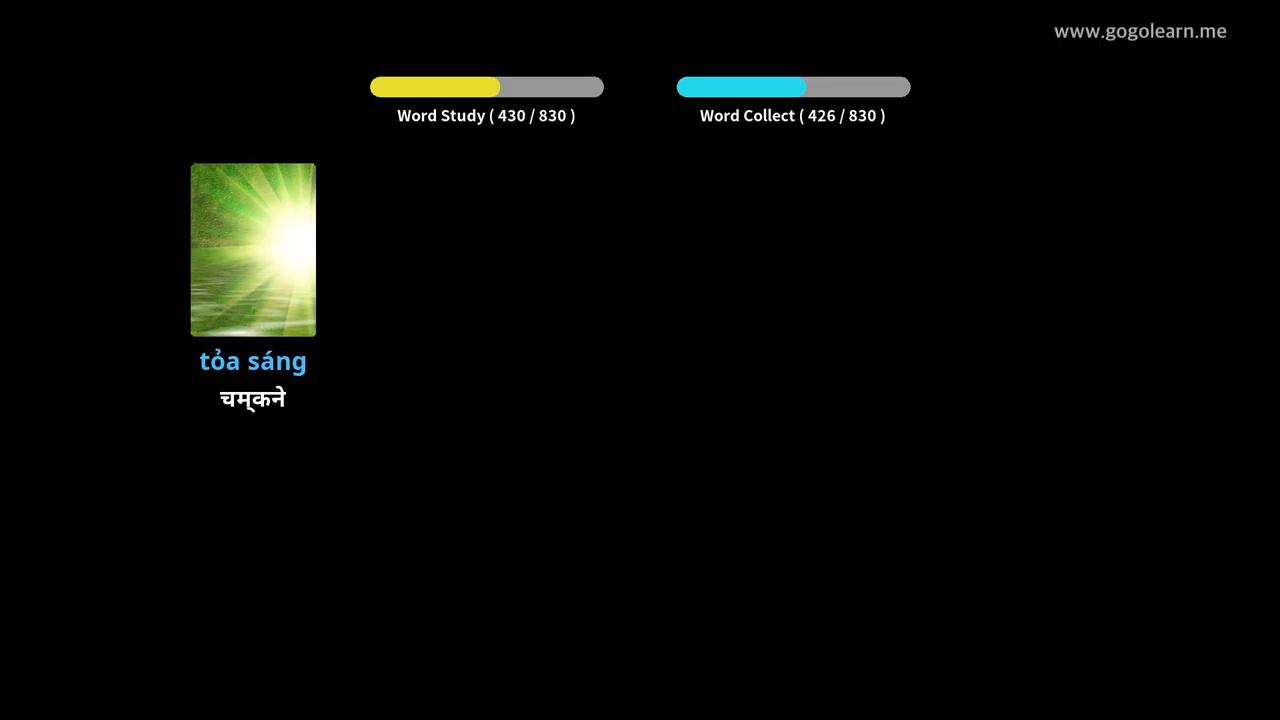 www.gogolearn.me
Word Study ( 430 / 830 )
Word Collect ( 426 / 830 )
tỏa sáng
चम्कने